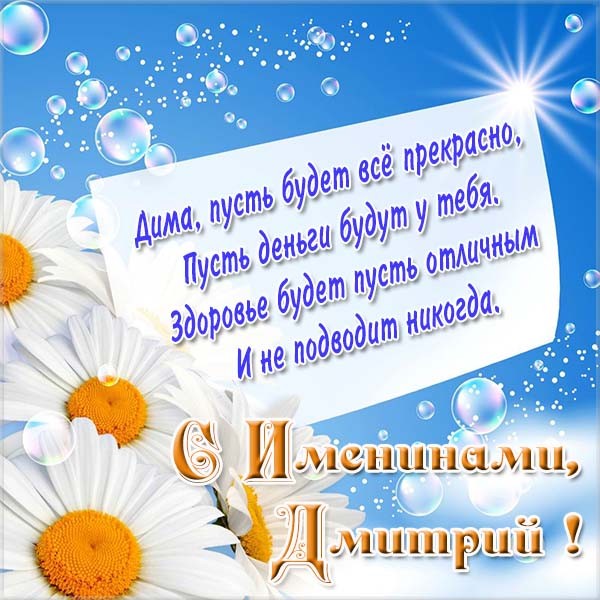 Дима, пусть будет всё прекрасно,
Пусть деньги будут у тебя.
Здоровье будет пусть отличным
И не подводит никогда.
С Именинами,
Дмитрий !